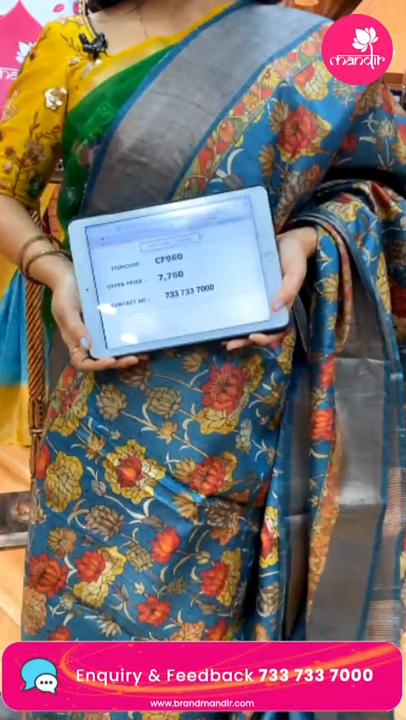 mandir
ITEMCODE : CF960
OFFER PRICE : 7,760
CONTACT NO : 733 733 7000
Enquiry & Feedback 733 733 7000
www.brandmandir.com